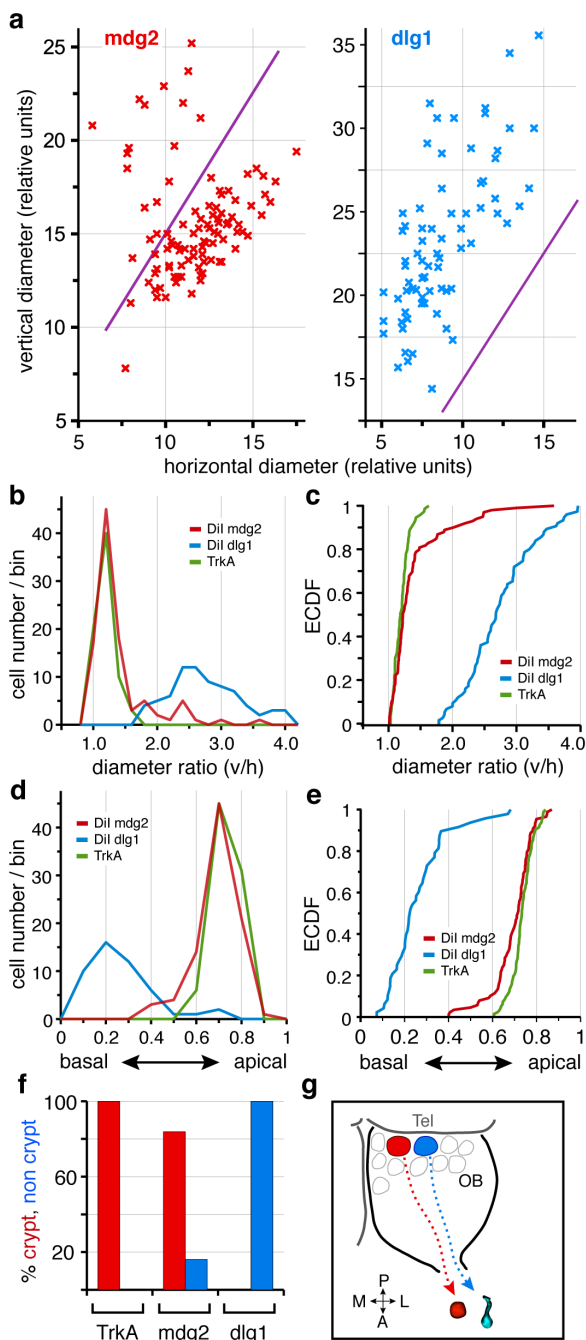 a
mdg2
dlg1
25
20
15
10
5
35
30
25
20
15
vertical diameter (relative units)
5 10 15
5 10 15
horizontal diameter (relative units)
b
40
30
20
10
0
cell number / bin
DiI mdg2
DiI dlg1
TrkA
1.0 2.0 3.0 4.0
diameter ratio (v/h)
c
1
0.8
0.6
0.4
0.2
0
ECDF
DiI mdg2
DiI dlg1
TrkA
1.0 2.0 3.0 4.0
diameter ratio (v/h)
d
40
30
20
10
0
cell number / bin
DiI mdg2
DiI dlg1
TrkA
0 0.2 0.4 0.6 0.8 1
basal apical
e
1
0.8
0.6
0.4
0.2
0
ECDF
DiI mdg2
DiI dlg1
TrkA
0 0.2 0.4 0.6 0.8 1
basal apical
f
100
80
60
20
% crypt, non crypt
TrkA mdg2 dlg1
g
Tel
OB
P
M L
A